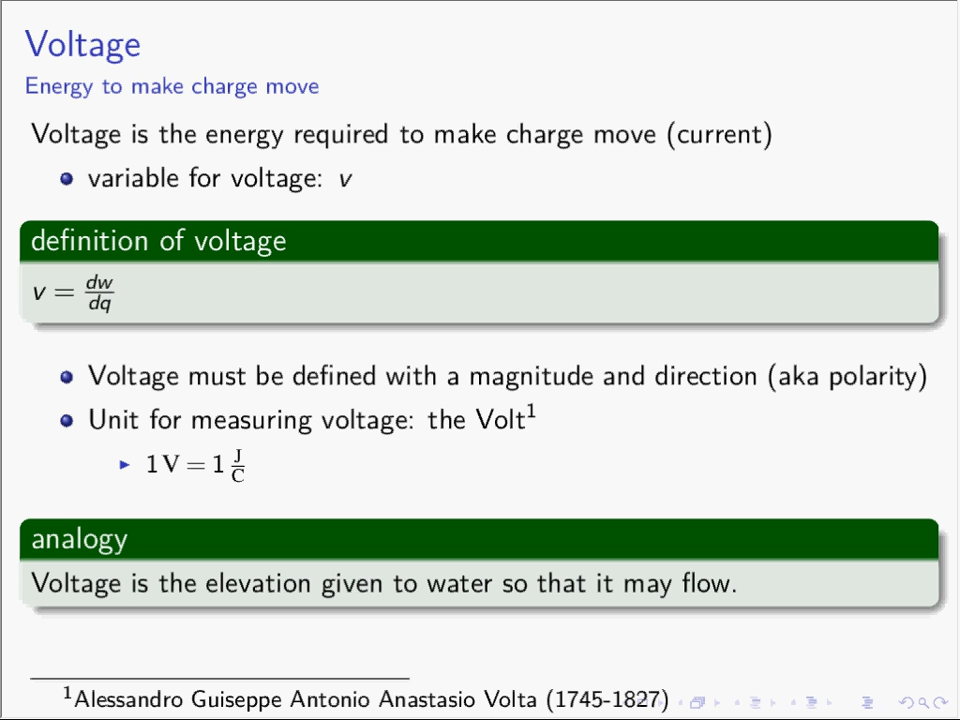 Voltage
Energy to make charge move
Voltage is the energy required to make charge move (current)
variable for voltage: v
definition of voltage
v = dw/dq
Voltage must be defined with a magnitude and direction (aka polarity)
Unit for measuring voltage: the Volt¹
1 V = 1 J/C
analogy
Voltage is the elevation given to water so that it may flow.
¹Alessandro Guiseppe Antonio Anastasio Volta (1745-1827)